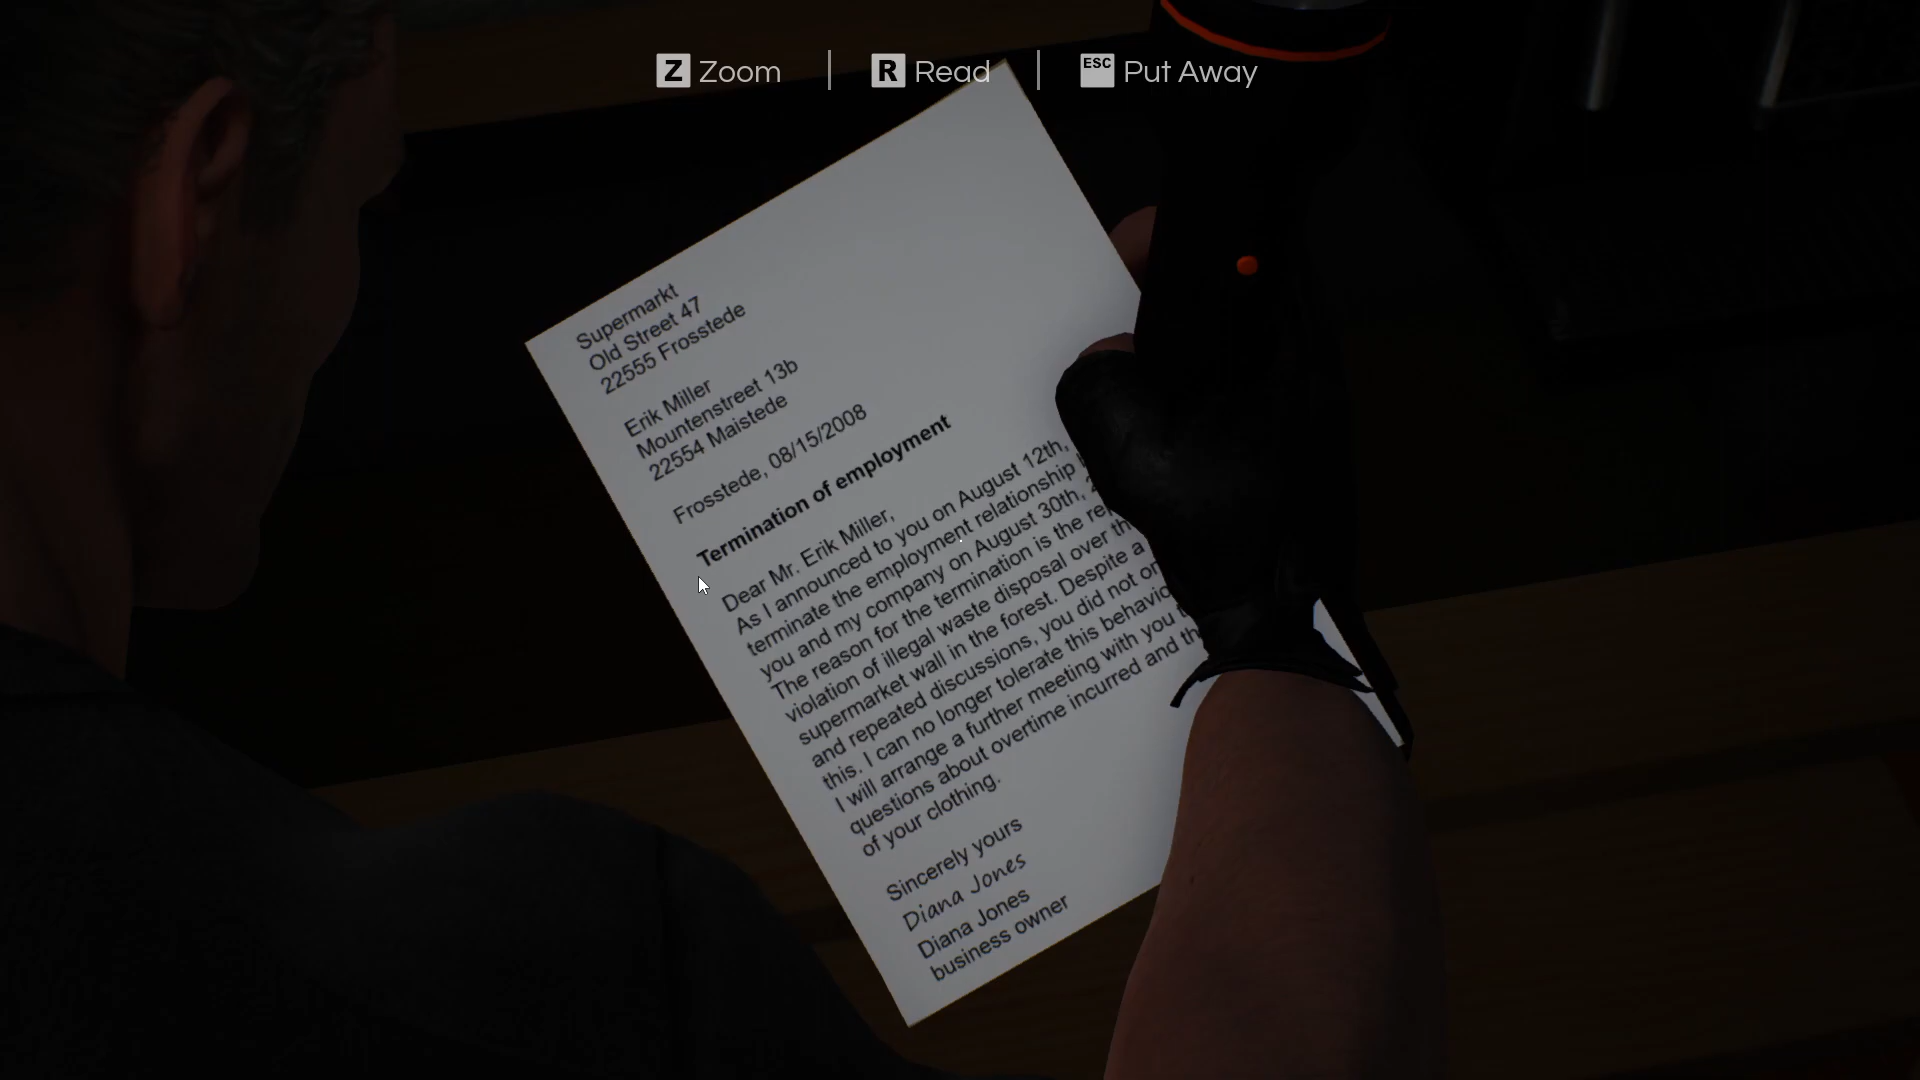 Z Zoom
R Read
ESC Put Away
Supermarkt
Old Street 47
22555 Frosstede
Erik Miller
Mountenstreet 13b
22554 Maistede
Frosstede, 08/15/2008
Termination of employment
Dear Mr. Erik Miller,
As I announced to you on August 12th,
terminate the employment relationship
you and my company on August 30th,
The reason for the termination is the
violation of illegal waste disposal over
supermarket wall in the forest. Despite a
and repeated discussions, you did not
this. I can no longer tolerate this
I will arrange a further meeting with you
questions about overtime incurred and
of your clothing.
Sincerely yours
Diana Jones
Diana Jones
business owner